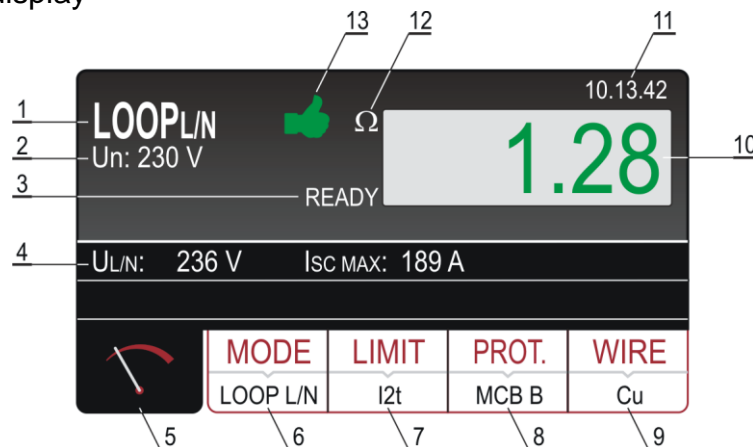 display
13 12 11
10.13.42
1 LOOPL/N Ω
2 Un: 230 V
1.28 10
3 READY
4 UL/N: 236 V ISC MAX: 189 A
MODE LIMIT PROT. WIRE
LOOP L/N I2t MCB B Cu
5 6 7 8 9